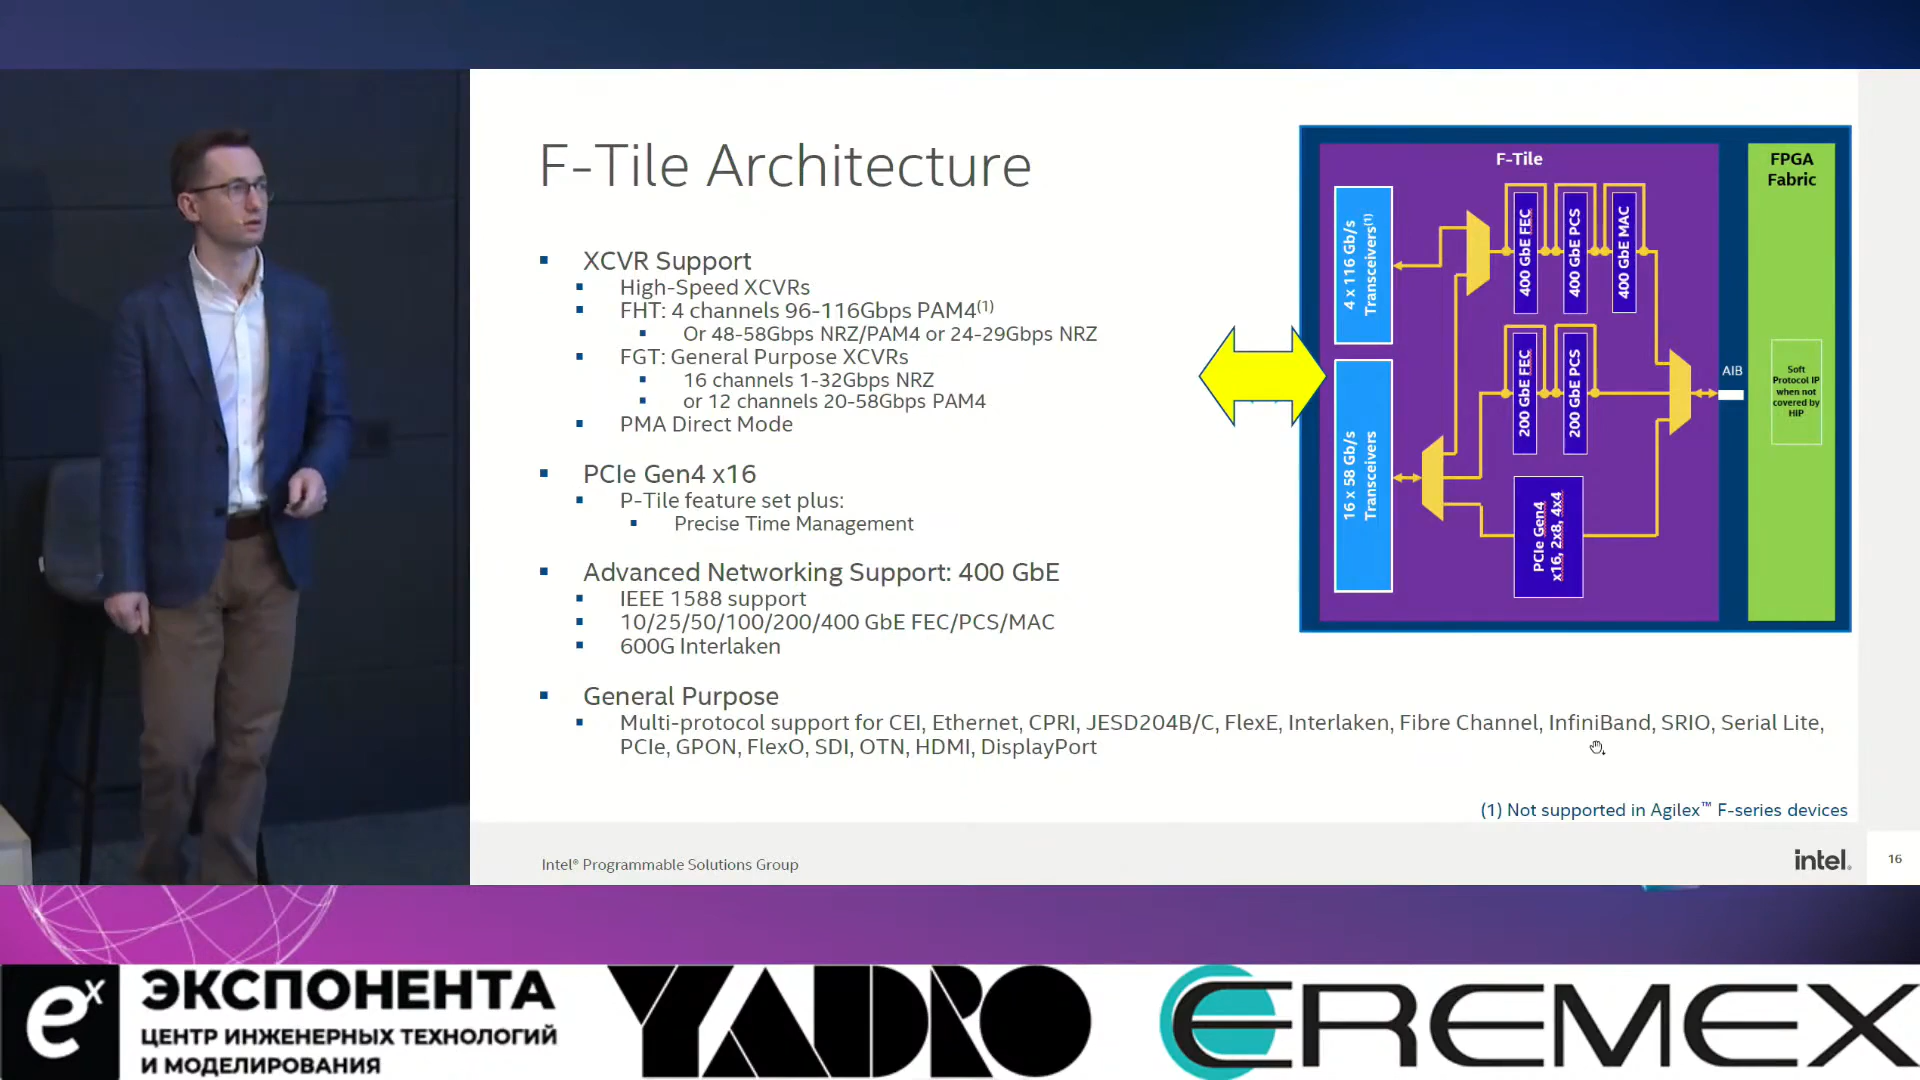 F-Tile Architecture
XCVR Support
High-Speed XCVRs
FHT: 4 channels 96-116Gbps PAM4(1)
Or 48-58Gbps NRZ/PAM4 or 24-29Gbps NRZ
FGT: General Purpose XCVRs
16 channels 1-32Gbps NRZ
or 12 channels 20-58Gbps PAM4
PMA Direct Mode
PCIe Gen4 x16
P-Tile feature set plus:
Precise Time Management
Advanced Networking Support: 400 GbE
IEEE 1588 support
10/25/50/100/200/400 GbE FEC/PCS/MAC
600G Interlaken
General Purpose
Multi-protocol support for CEI, Ethernet, CPRI, JESD204B/C, FlexE, Interlaken, Fibre Channel, InfiniBand, SRIO, Serial Lite,
PCIe, GPON, FlexO, SDI, OTN, HDMI, DisplayPort
F-Tile
4 x 116 Gb/s
Transceivers(1)
16 x 58 Gb/s
Transceivers
400 GbE FEC
400 GbE PCS
400 GbE MAC
200 GbE FEC
200 GbE PCS
PCIe Gen4
x16, 2x8, 4x4
AIB
FPGA
Fabric
Soft
Protocol IP
when not
covered by
HIP
(1) Not supported in Agilex™ F-series devices
Intel® Programmable Solutions Group
intel.
16
ex
ЭКСПОНЕНТА
ЦЕНТР ИНЖЕНЕРНЫХ ТЕХНОЛОГИЙ
И МОДЕЛИРОВАНИЯ
YADRO
EREMEX